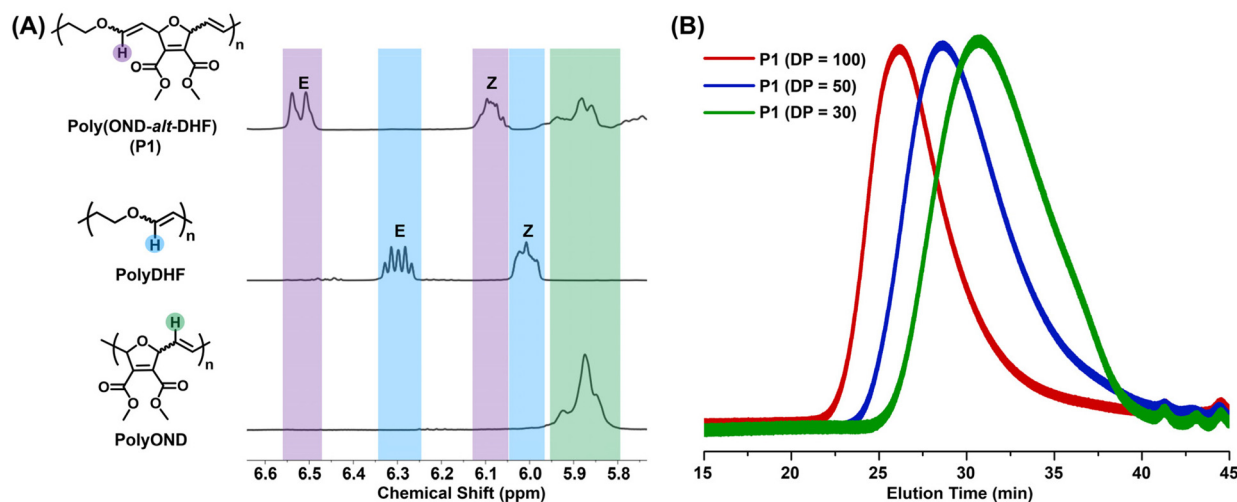 (A)
O
O
n
H
O
O
O
O
Poly(OND-alt-DHF)
(P1)
E
Z
O
n
H
PolyDHF
E
Z
H
O
n
O
O
O
O
PolyOND
6.6 6.5 6.4 6.3 6.2 6.1 6.0 5.9 5.8
Chemical Shift (ppm)
(B)
P1 (DP = 100)
P1 (DP = 50)
P1 (DP = 30)
15 20 25 30 35 40 45
Elution Time (min)